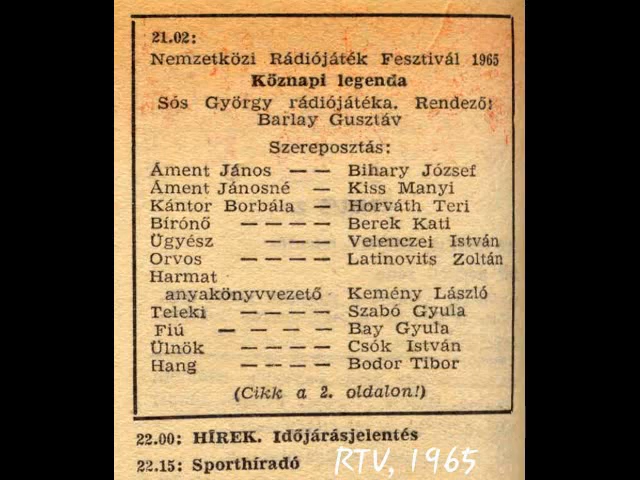 21.02:
Nemzetközi Rádiójáték Fesztivál 1965
Köznapi legenda
Sós György rádiójátéka. Rendező:
Barlay Gusztáv
Szereposztás:
Áment János — — Bihary József
Áment Jánosné — Kiss Manyi
Kántor Borbála — Horváth Teri
Bírónő — — — — Berek Kati
Ügyész — — — Velenczei István
Orvos — — — — Latinovits Zoltán
Harmat
anyakönyvvezető Kemény László
Teleki — — — — Szabó Gyula
Fiú — — — — — Bay Gyula
Ülnök — — — — Csók István
Hang — — — — Bodor Tibor
(Cikk a 2. oldalon!)
22.00: HÍREK. Időjárásjelentés
22.15: Sporthíradó
RTV, 1965